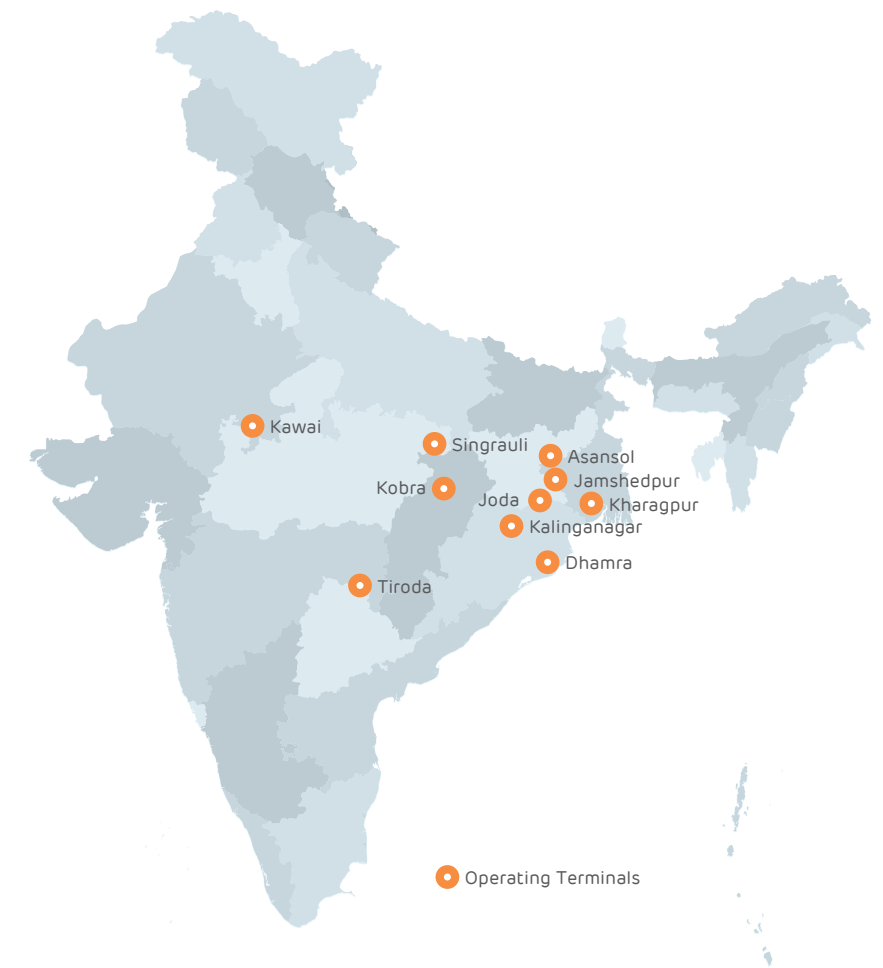 Kawai
Singrauli
Asansol
Jamshedpur
Kobra
Joda
Kharagpur
Kalinganagar
Dhamra
Tiroda
Operating Terminals